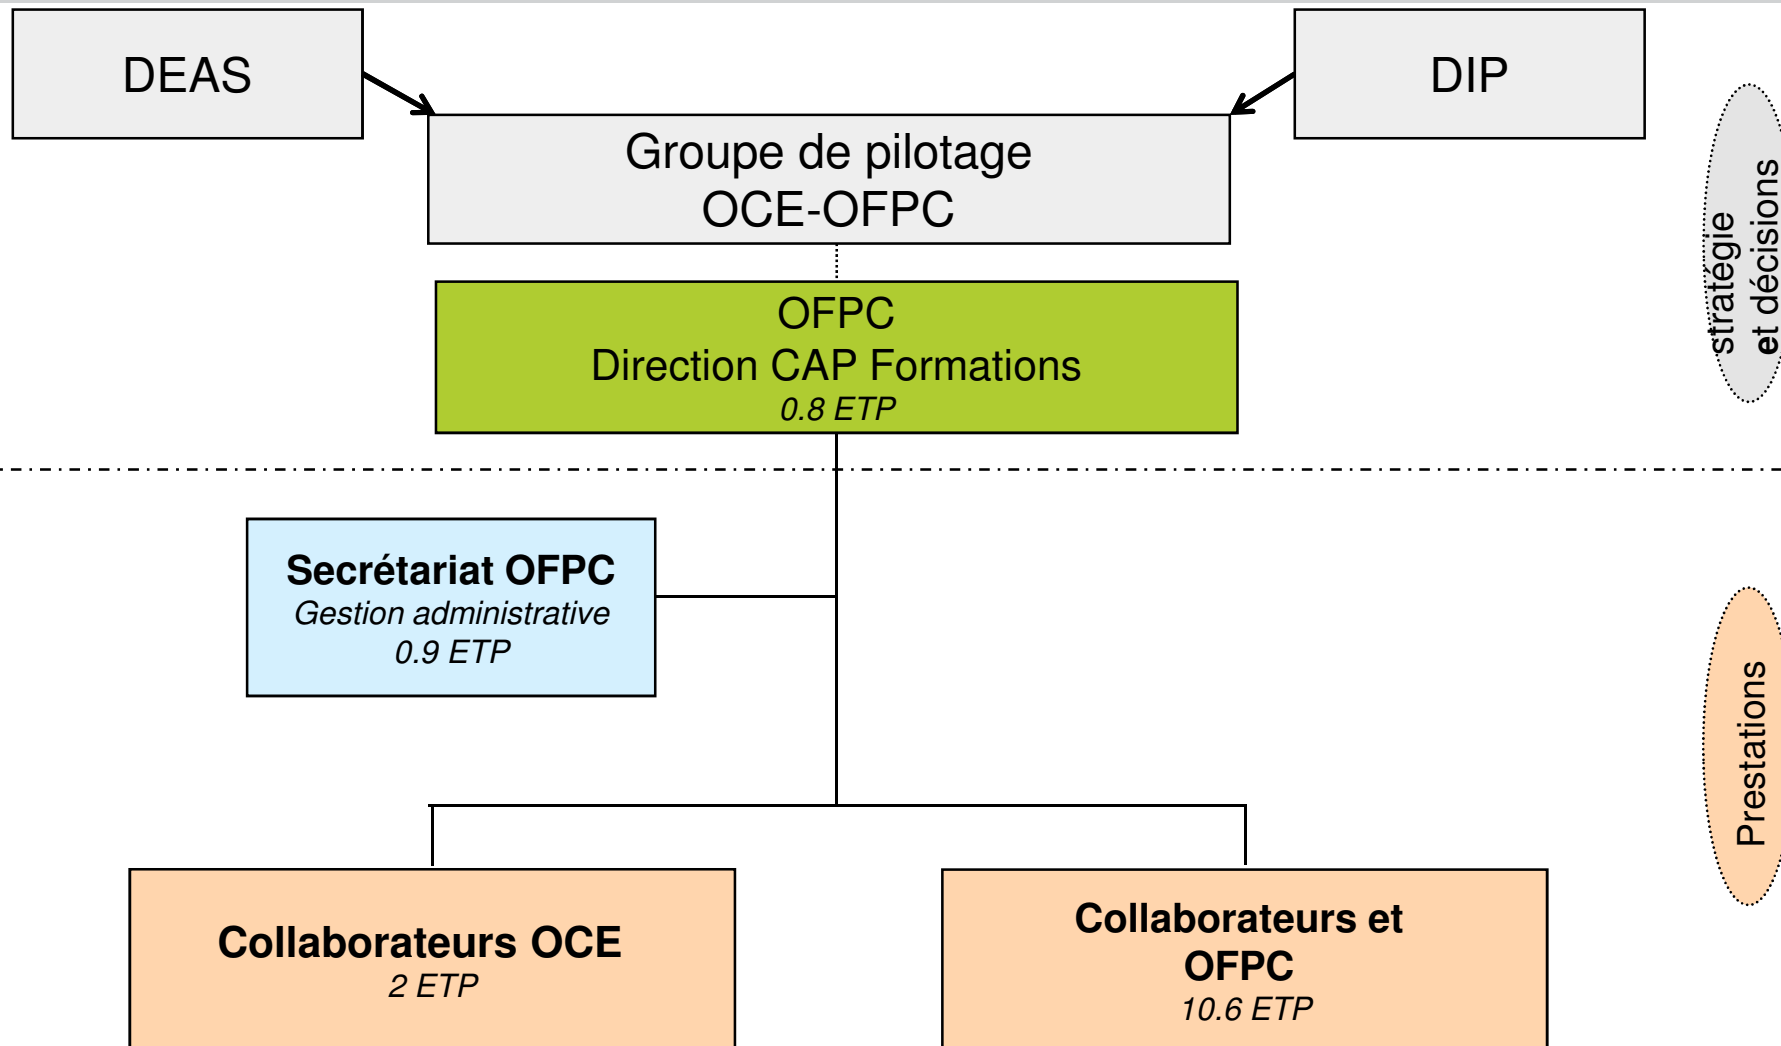 DEAS
DIP
Groupe de pilotage
OCE-OFPC
stratégie
et décisions
OFPC
Direction CAP Formations
0.8 ETP
Secrétariat OFPC
Gestion administrative
0.9 ETP
Prestations
Collaborateurs OCE
2 ETP
Collaborateurs et
OFPC
10.6 ETP